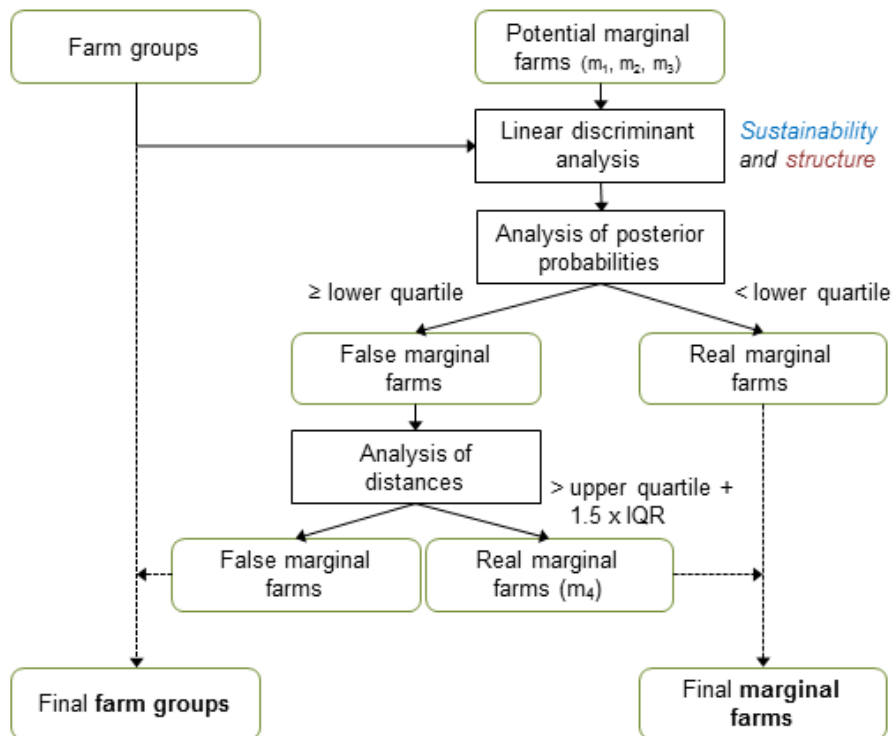 Farm groups
Potential marginal
farms (m₁, m₂, m₃)
Linear discriminant
analysis
Sustainability
and structure
Analysis of posterior
probabilities
≥ lower quartile
< lower quartile
False marginal
farms
Real marginal
farms
Analysis of
distances
> upper quartile +
1.5 x IQR
False marginal
farms
Real marginal
farms (m₄)
Final farm groups
Final marginal
farms